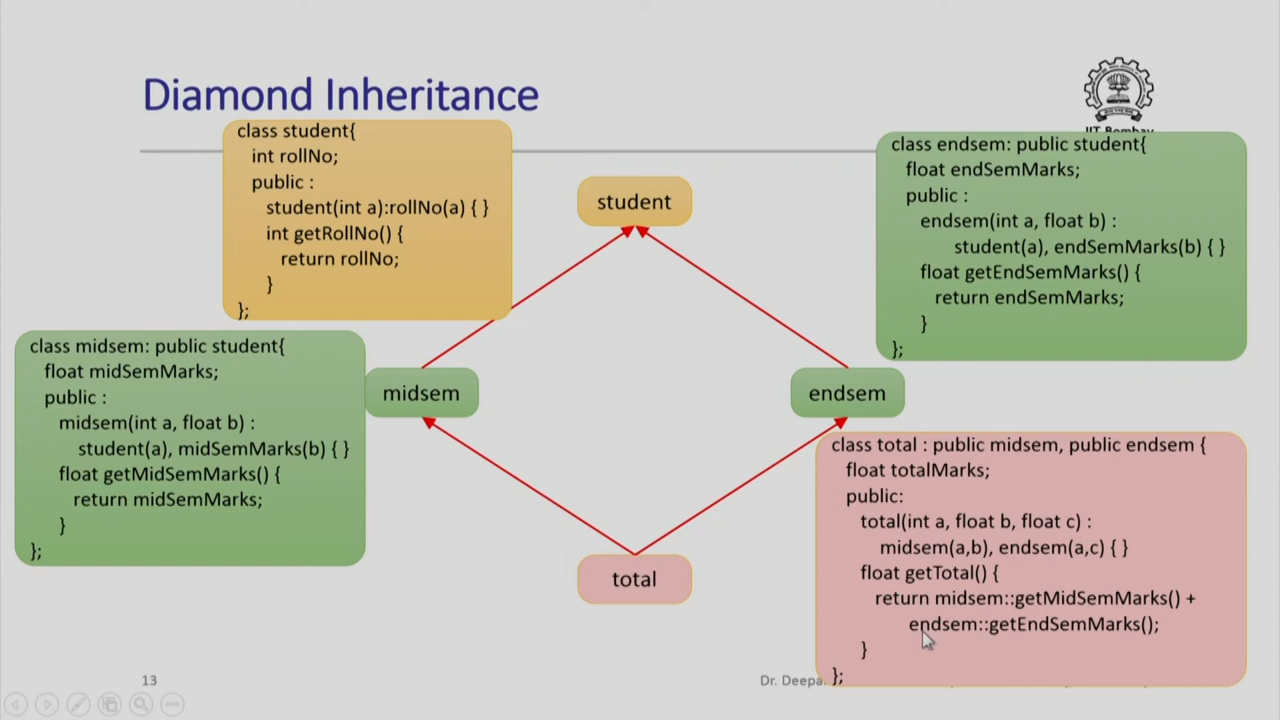 Diamond Inheritance
IIT Bombay
class student{
int rollNo;
public :
student(int a):rollNo(a) { }
int getRollNo() {
return rollNo;
}
};
student
class endsem: public student{
float endSemMarks;
public :
endsem(int a, float b) :
student(a), endSemMarks(b) { }
float getEndSemMarks() {
return endSemMarks;
}
};
class midsem: public student{
float midSemMarks;
public :
midsem(int a, float b) :
student(a), midSemMarks(b) { }
float getMidSemMarks() {
return midSemMarks;
}
};
midsem
endsem
class total : public midsem, public endsem {
float totalMarks;
public:
total(int a, float b, float c) :
midsem(a,b), endsem(a,c) { }
float getTotal() {
return midsem::getMidSemMarks() +
endsem::getEndSemMarks();
}
};
total
13
Dr.